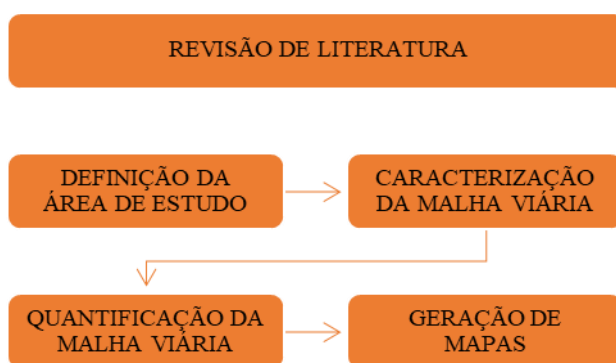 REVISÃO DE LITERATURA
DEFINIÇÃO DA
ÁREA DE ESTUDO
CARACTERIZAÇÃO
DA MALHA VIÁRIA
QUANTIFICAÇÃO DA
MALHA VIÁRIA
GERAÇÃO DE
MAPAS